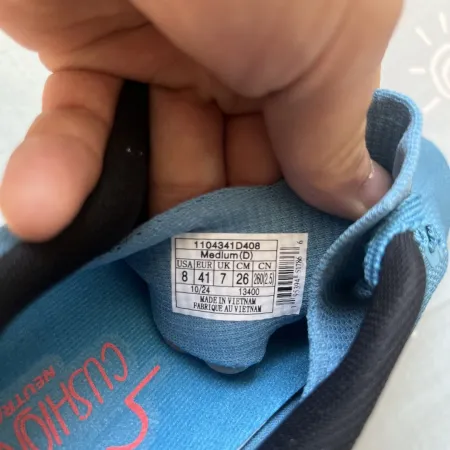 1104341D408
Medium(D)
USA EUR UK CM CN
8 41 7 26 260(2.5)
10/24 13400
MADE IN VIETNAM
FABRIQUE AU VIETNAM
CUSHION